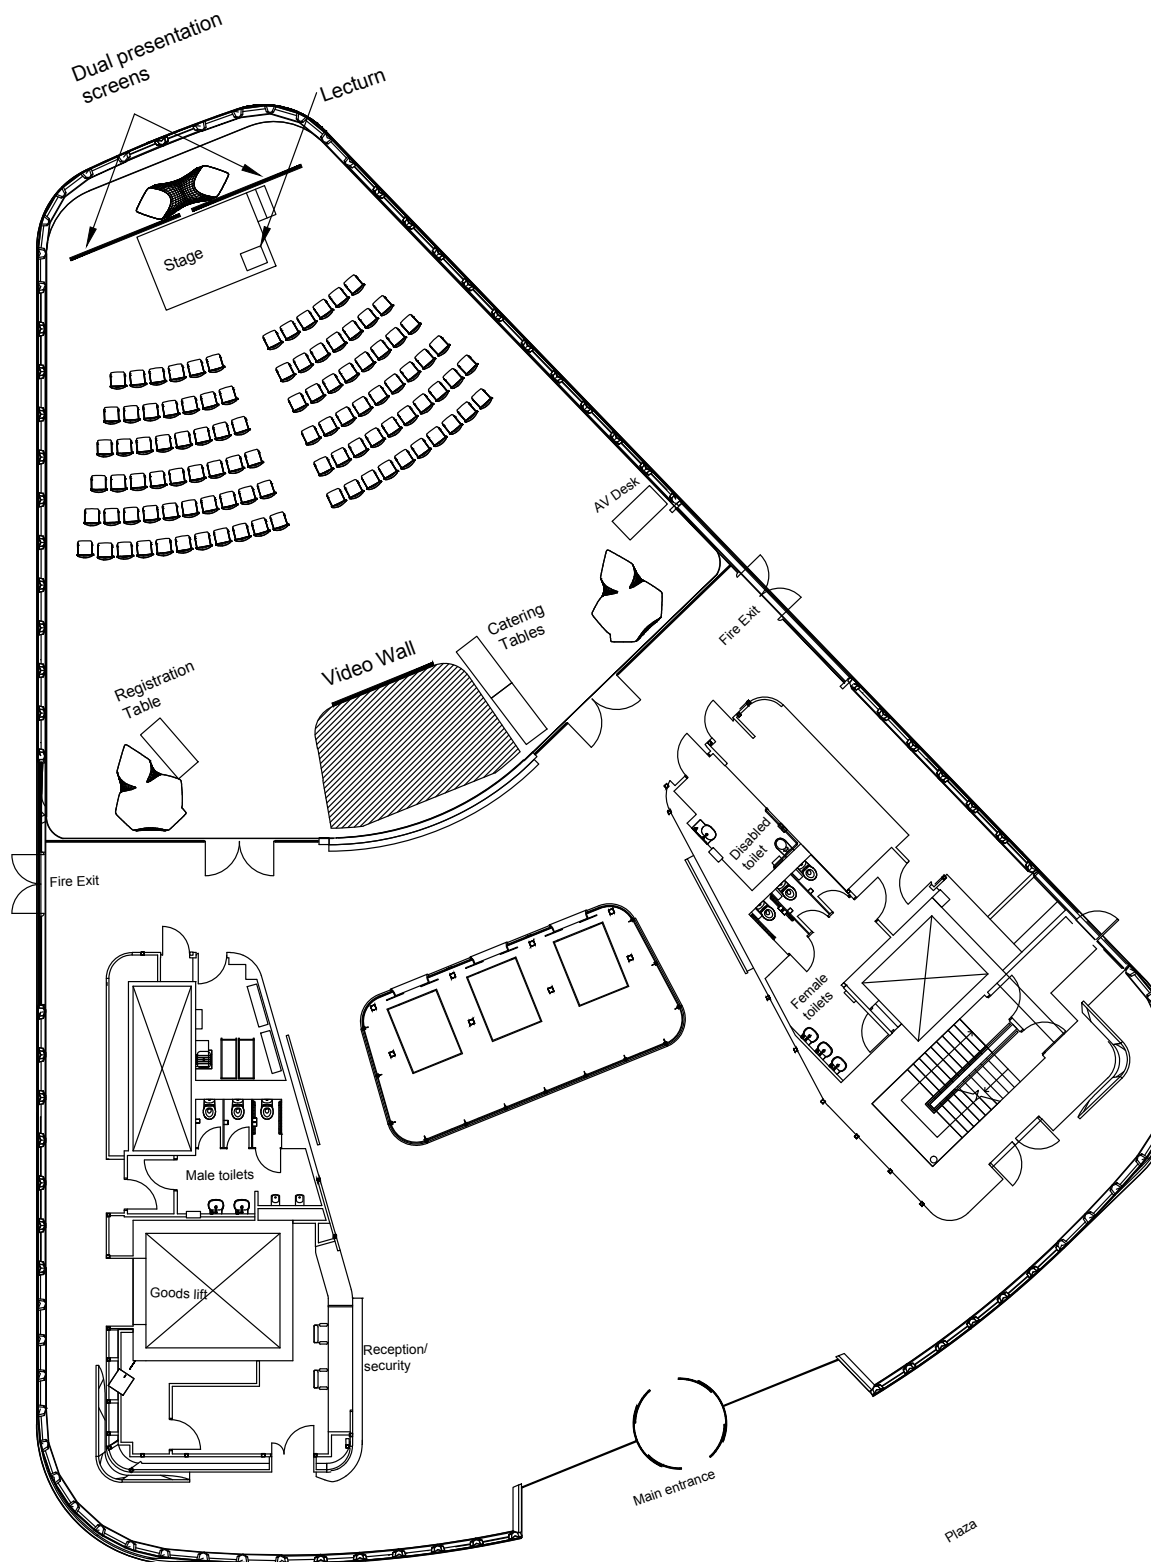 Dual presentation
screens
Lecturn
Stage
AV Desk
Catering
Tables
Fire Exit
Video Wall
Registration
Table
Disabled
toilet
Fire Exit
Female
toilets
Male toilets
Goods lift
Reception/
security
Main entrance
Plaza